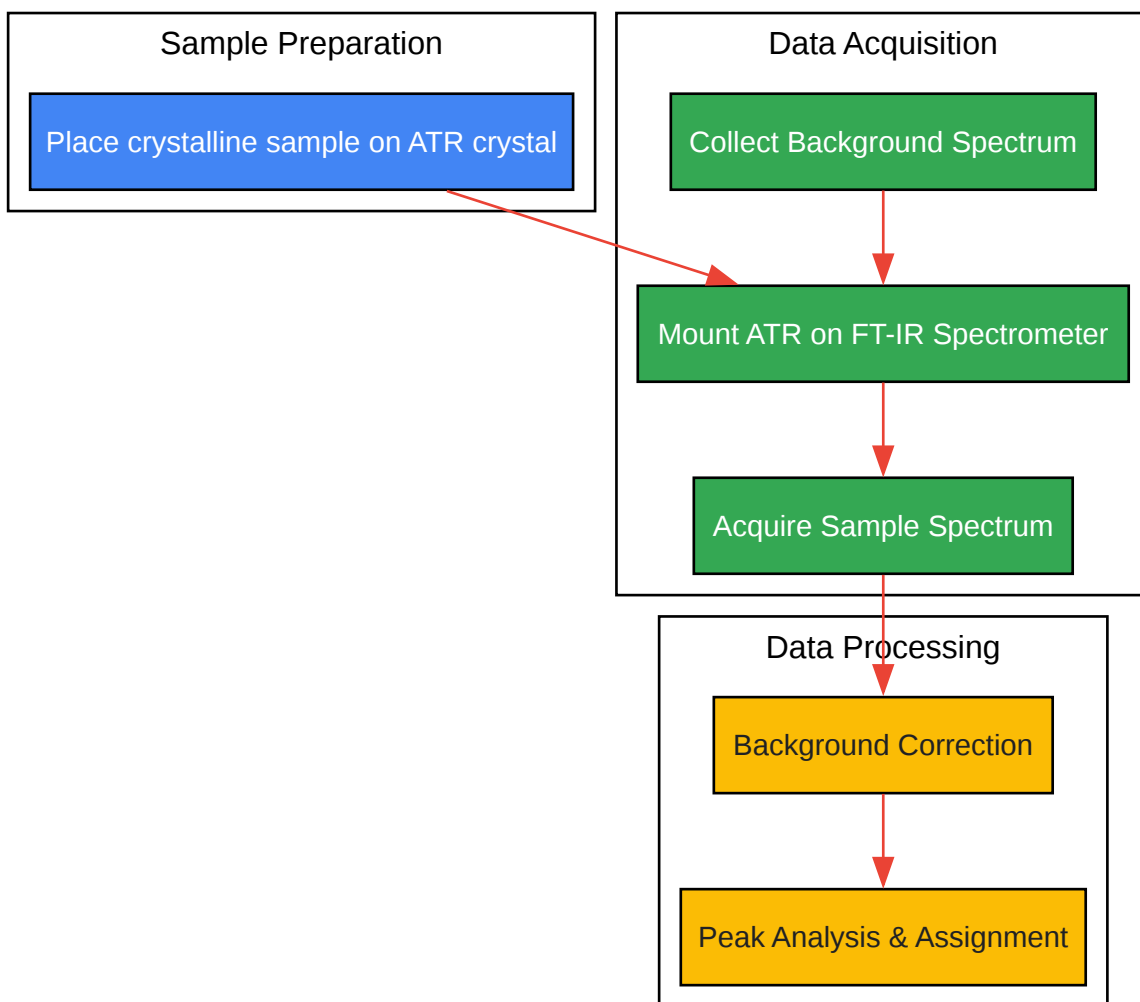 Sample Preparation
Place crystalline sample on ATR crystal
Data Acquisition
Collect Background Spectrum
Mount ATR on FT-IR Spectrometer
Acquire Sample Spectrum
Data Processing
Background Correction
Peak Analysis & Assignment